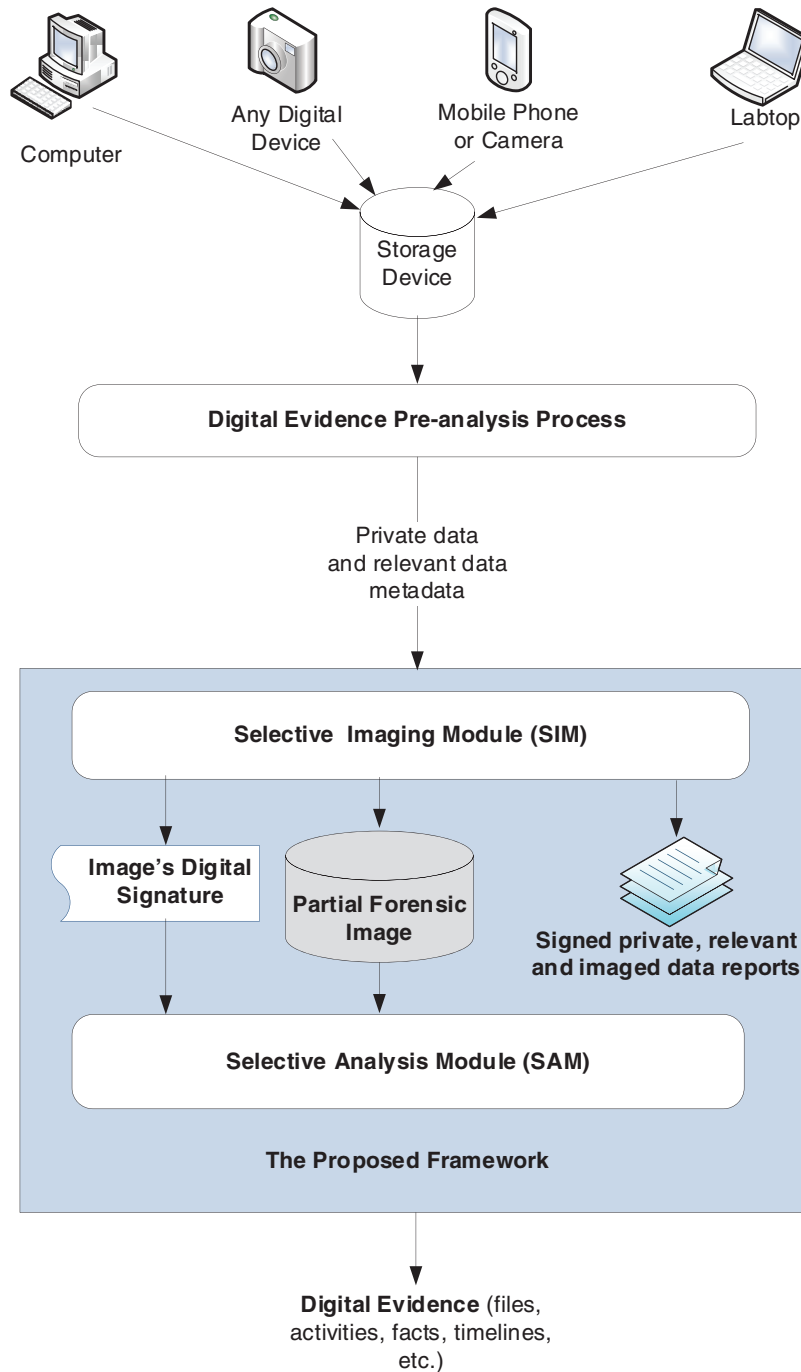 Computer
Any Digital
Device
Mobile Phone
or Camera
Labtop
Storage
Device
Digital Evidence Pre-analysis Process
Private data
and relevant data
metadata
Selective Imaging Module (SIM)
Image's Digital
Signature
Partial Forensic
Image
Signed private, relevant
and imaged data reports
Selective Analysis Module (SAM)
The Proposed Framework
Digital Evidence (files,
activities, facts, timelines,
etc.)